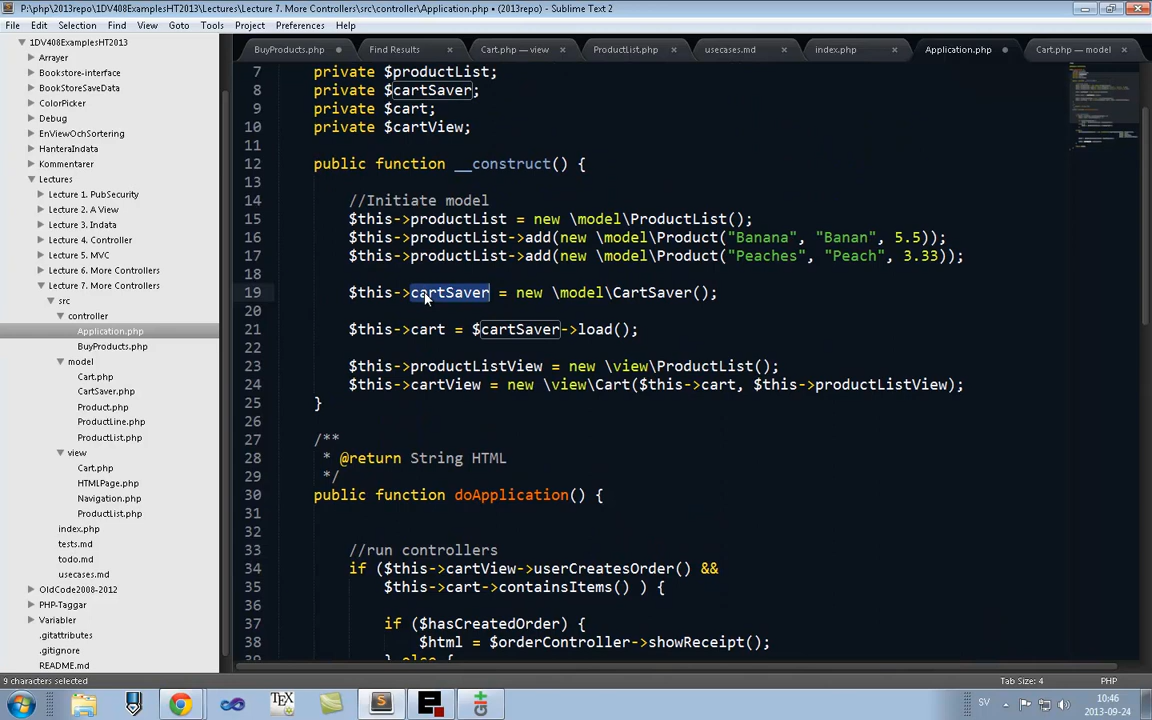 P:\php\2013repo\1DV408ExamplesHT2013\Lectures\Lecture 7. More Controllers\src\controller\Application.php • (2013repo) - Sublime Text 2
File Edit Selection Find View Goto Tools Project Preferences Help
1DV408ExamplesHT2013
Arrayer
Bookstore-interface
BookStoreSaveData
ColorPicker
Debug
EnViewOchSortering
HanteraIndata
Kommentarer
Lectures
Lecture 1. PubSecurity
Lecture 2. A View
Lecture 3. Indata
Lecture 4. Controller
Lecture 5. MVC
Lecture 6. More Controllers
Lecture 7. More Controllers
src
controller
Application.php
BuyProducts.php
model
Cart.php
CartSaver.php
Product.php
ProductLine.php
ProductList.php
view
Cart.php
HTMLPage.php
Navigation.php
ProductList.php
index.php
tests.md
todo.md
usecases.md
OldCode2008-2012
PHP-Taggar
Variabler
.gitattributes
.gitignore
README.md
BuyProducts.php Find Results Cart.php — view ProductList.php usecases.md index.php Application.php Cart.php — model
7 private $productList;
8 private $cartSaver;
9 private $cart;
10 private $cartView;
11
12 public function __construct() {
13
14 //Initiate model
15 $this->productList = new \model\ProductList();
16 $this->productList->add(new \model\Product("Banana", "Banan", 5.5));
17 $this->productList->add(new \model\Product("Peaches", "Peach", 3.33));
18
19 $this->cartSaver = new \model\CartSaver();
20
21 $this->cart = $cartSaver->load();
22
23 $this->productListView = new \view\ProductList();
24 $this->cartView = new \view\Cart($this->cart, $this->productListView);
25 }
26
27 /**
28 * @return String HTML
29 */
30 public function doApplication() {
31
32
33 //run controllers
34 if ($this->cartView->userCreatesOrder() &&
35 $this->cart->containsItems() ) {
36
37 if ($hasCreatedOrder) {
38 $html = $orderController->showReceipt();
39 } else {
9 characters selected
Tab Size: 4 PHP
SV
10:46
2013-09-24